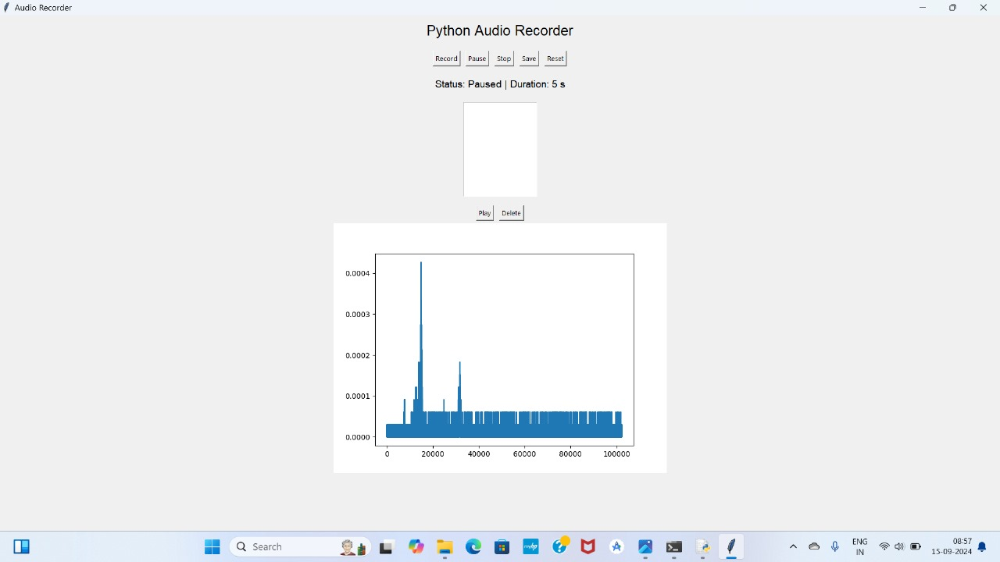 Audio Recorder
Python Audio Recorder
Record Pause Stop Save Reset
Status: Paused | Duration: 5 s
Play Delete
0.0004
0.0003
0.0002
0.0001
0.0000
0 20000 40000 60000 80000 100000
Search
myhp
ENG
IN
08:57
15-09-2024